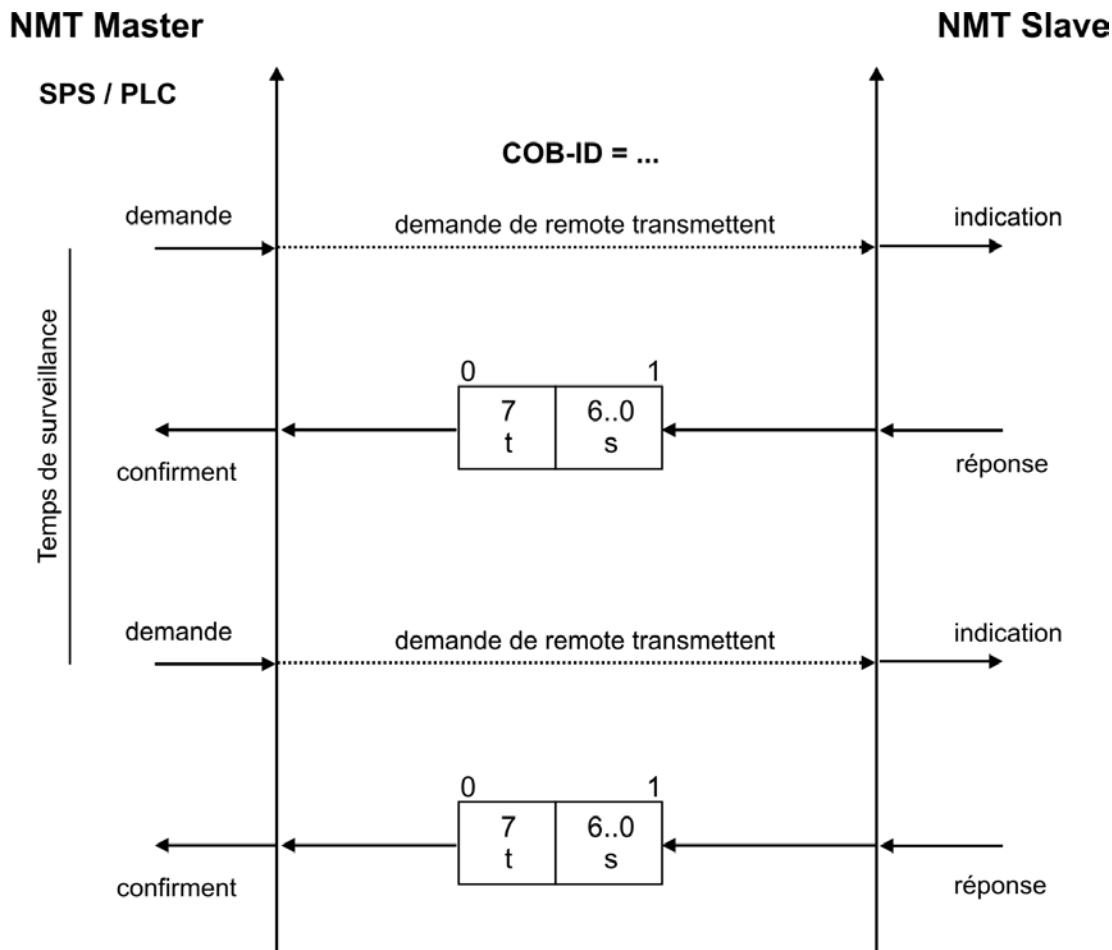 NMT Master
NMT Slave
SPS / PLC
COB-ID = ...
demande
demande de remote transmettent
indication
Temps de surveillance
0 1
7 6..0
t s
confirment
réponse
demande
demande de remote transmettent
indication
0 1
7 6..0
t s
confirment
réponse